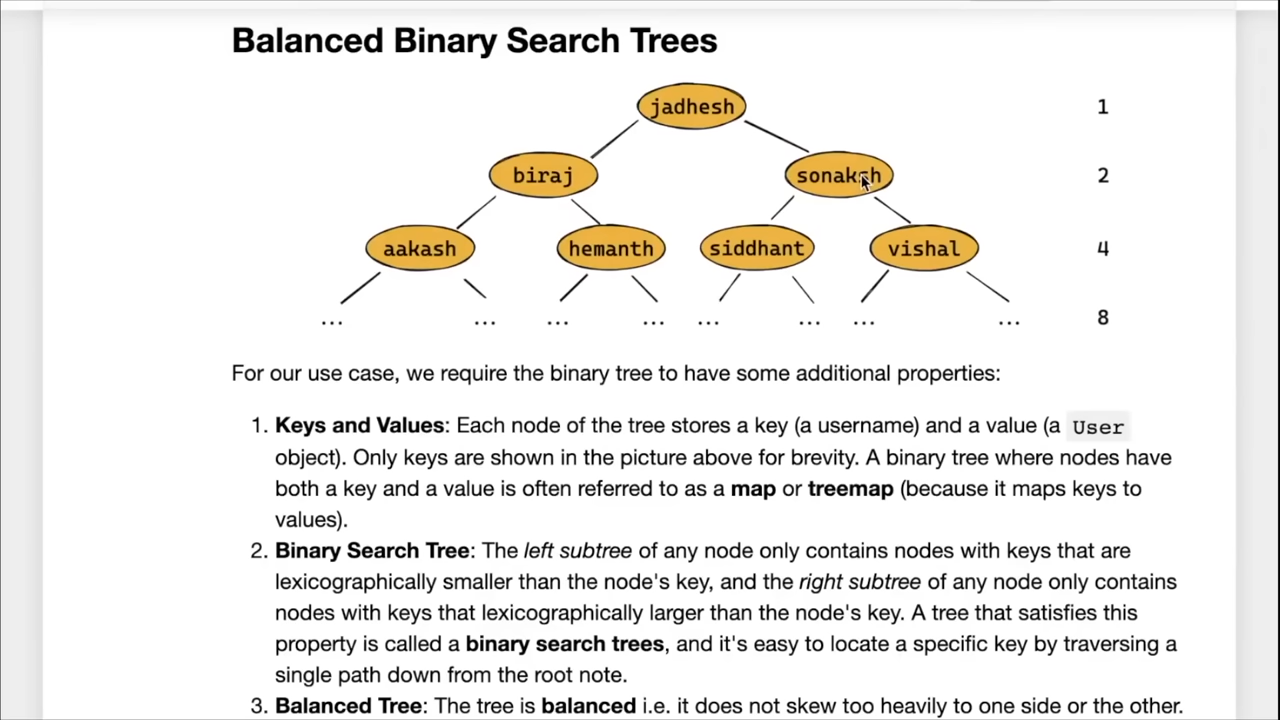 Balanced Binary Search Trees
jadhesh 1
biraj sonaksh 2
aakash hemanth siddhant vishal 4
... ... ... ... ... ... ... ... 8
For our use case, we require the binary tree to have some additional properties:
1. Keys and Values: Each node of the tree stores a key (a username) and a value (a User
object). Only keys are shown in the picture above for brevity. A binary tree where nodes have
both a key and a value is often referred to as a map or treemap (because it maps keys to
values).
2. Binary Search Tree: The left subtree of any node only contains nodes with keys that are
lexicographically smaller than the node's key, and the right subtree of any node only contains
nodes with keys that lexicographically larger than the node's key. A tree that satisfies this
property is called a binary search trees, and it's easy to locate a specific key by traversing a
single path down from the root note.
3. Balanced Tree: The tree is balanced i.e. it does not skew too heavily to one side or the other.